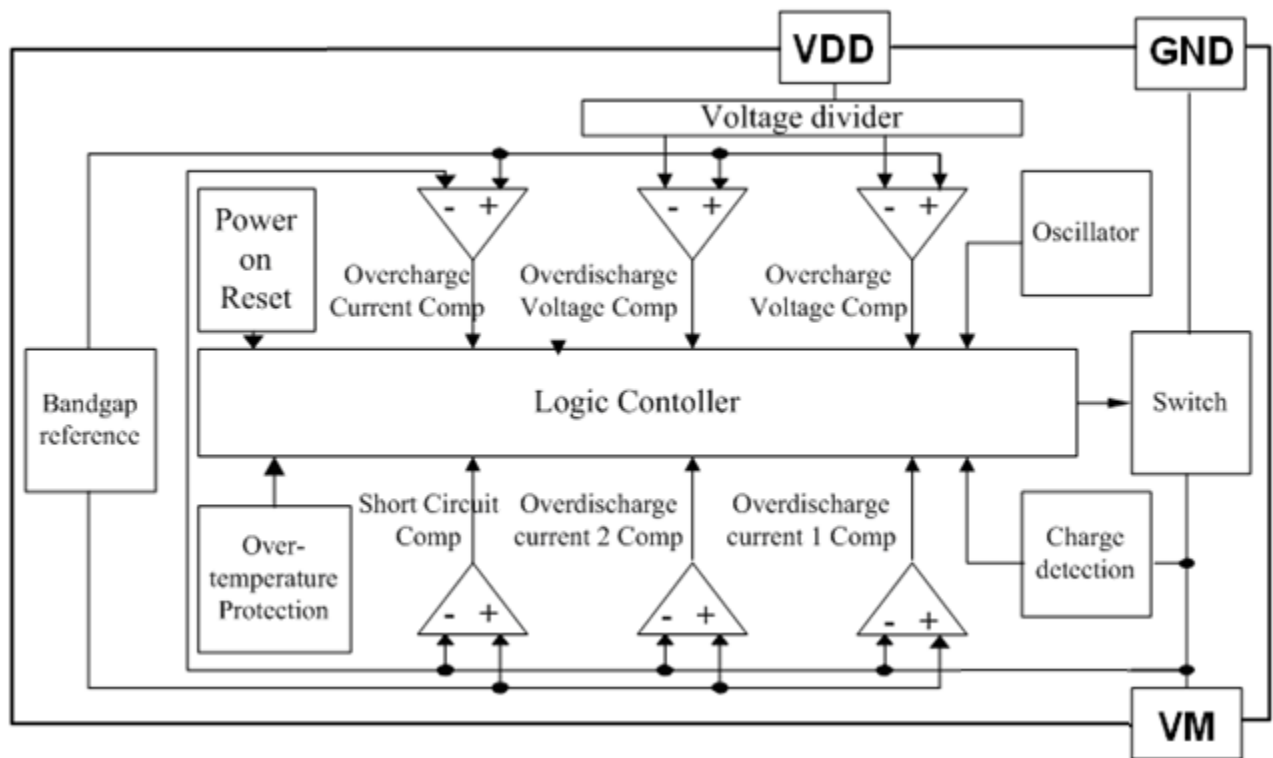 VDD
GND
Voltage divider
- +
- +
- +
Power
on
Reset
Oscillator
Overcharge
Current Comp
Overdischarge
Voltage Comp
Overcharge
Voltage Comp
Bandgap
reference
Logic Contoller
Switch
Short Circuit
Comp
Overdischarge
current 2 Comp
Overdischarge
current 1 Comp
Over-
temperature
Protection
Charge
detection
- +
- +
- +
VM